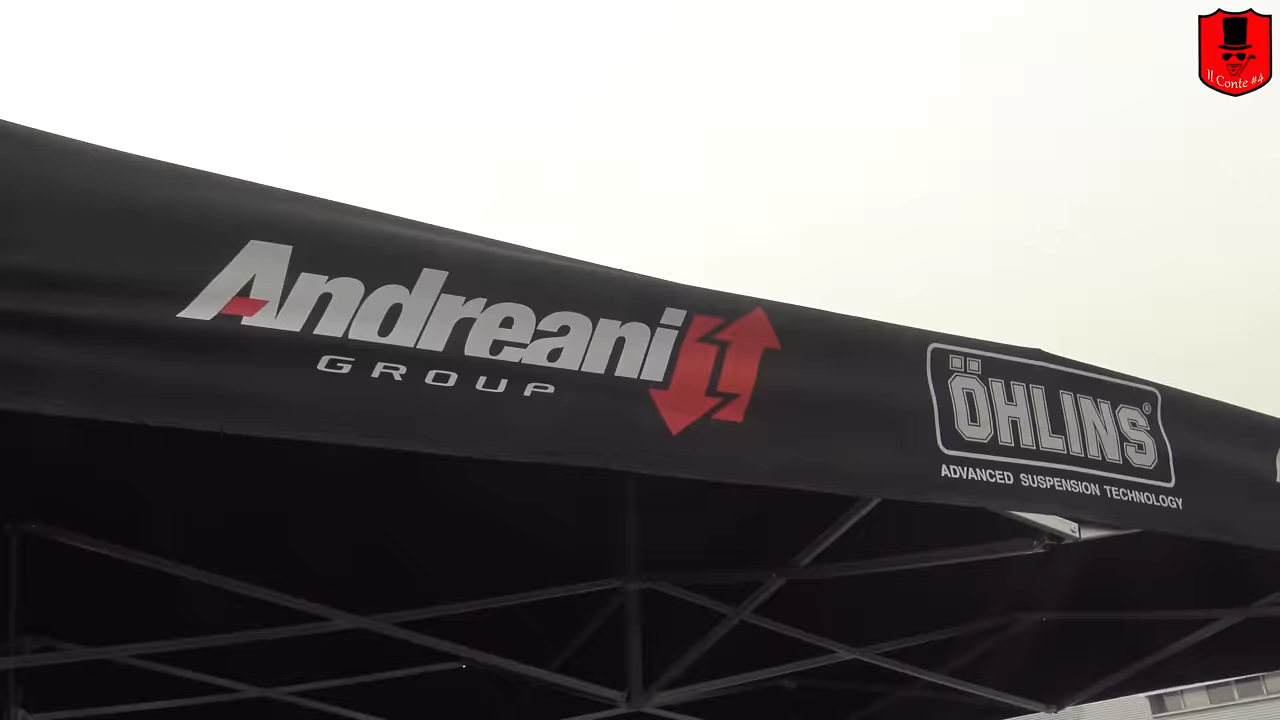 Il Conte #4
Andreani
GROUP
ÖHLINS®
ADVANCED SUSPENSION TECHNOLOGY